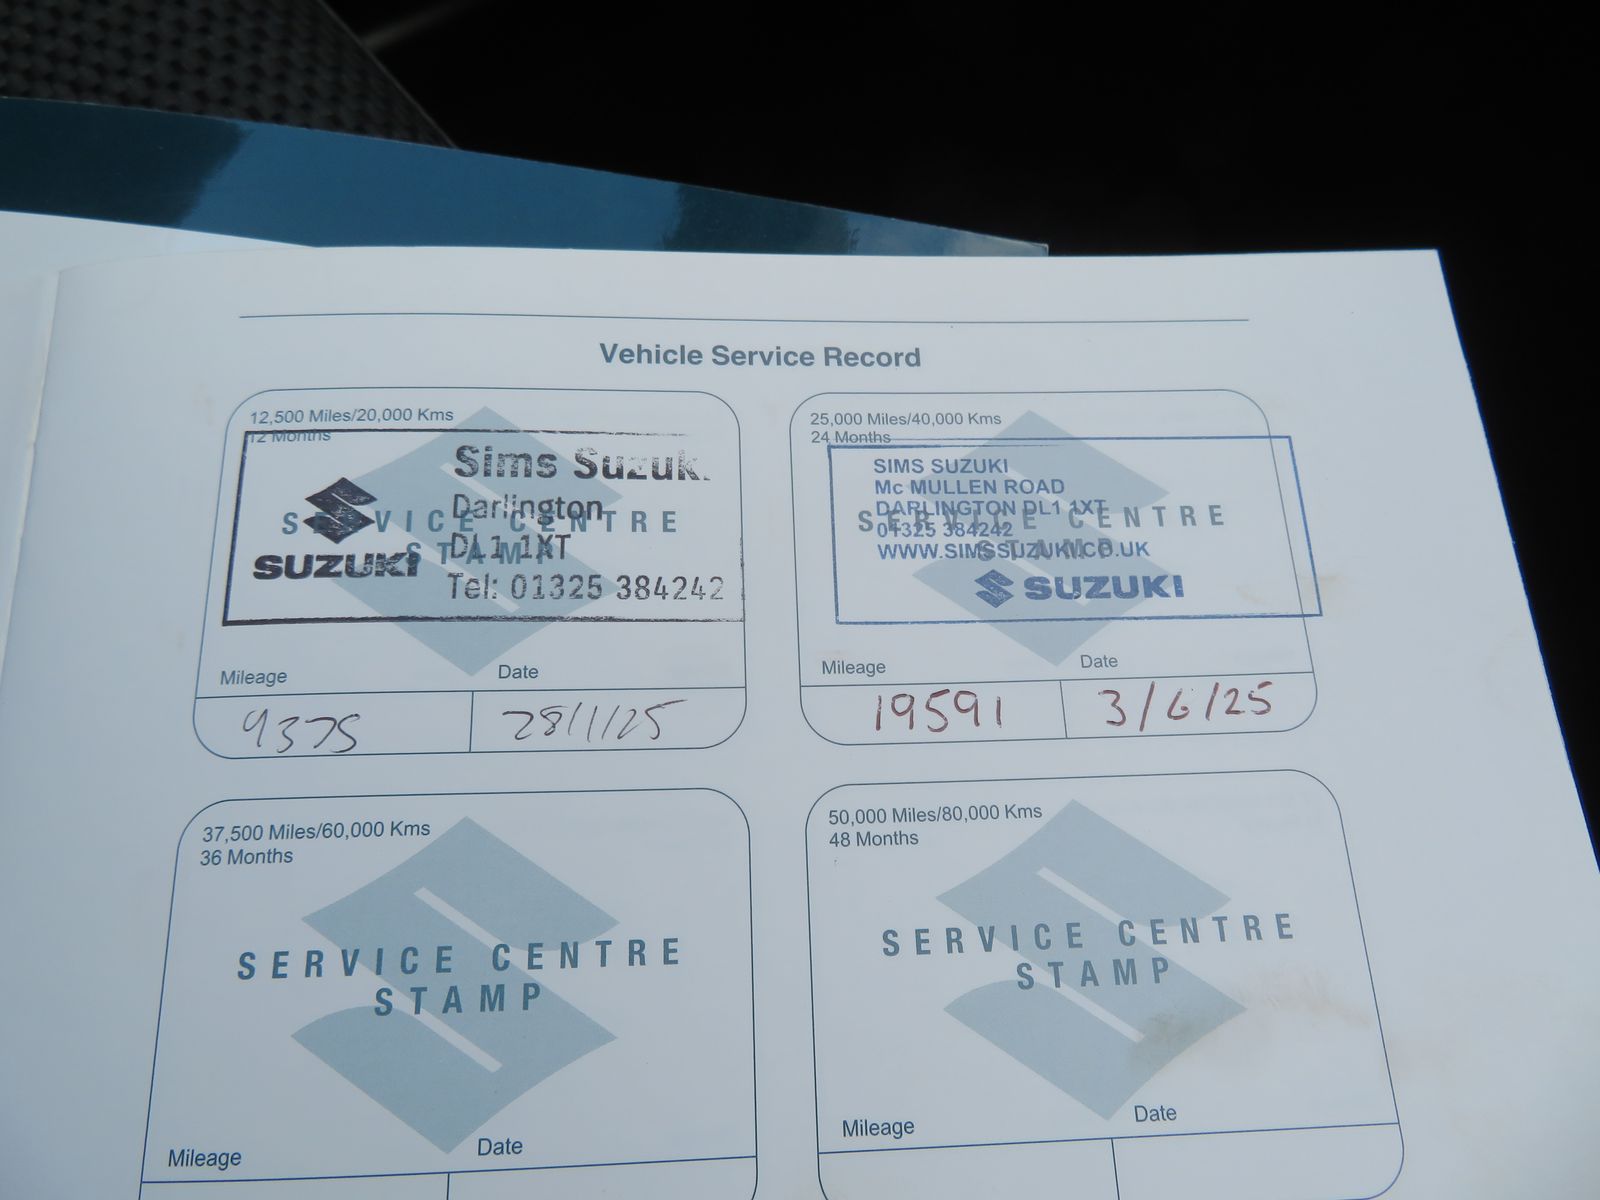 Vehicle Service Record
12,500 Miles/20,000 Kms
12 Months
SERVICE CENTRE
STAMP
Sims Suzuki
Darlington
DL1 1XT
Tel: 01325 384242
SUZUKI
Mileage
Date
9375
28/1/25
25,000 Miles/40,000 Kms
24 Months
SERVICE CENTRE
STAMP
SIMS SUZUKI
Mc MULLEN ROAD
DARLINGTON DL1 1XT
01325 384242
WWW.SIMSSUZUKI.CO.UK
SUZUKI
Mileage
Date
19591
3/6/25
37,500 Miles/60,000 Kms
36 Months
SERVICE CENTRE
STAMP
Mileage
Date
50,000 Miles/80,000 Kms
48 Months
SERVICE CENTRE
STAMP
Mileage
Date